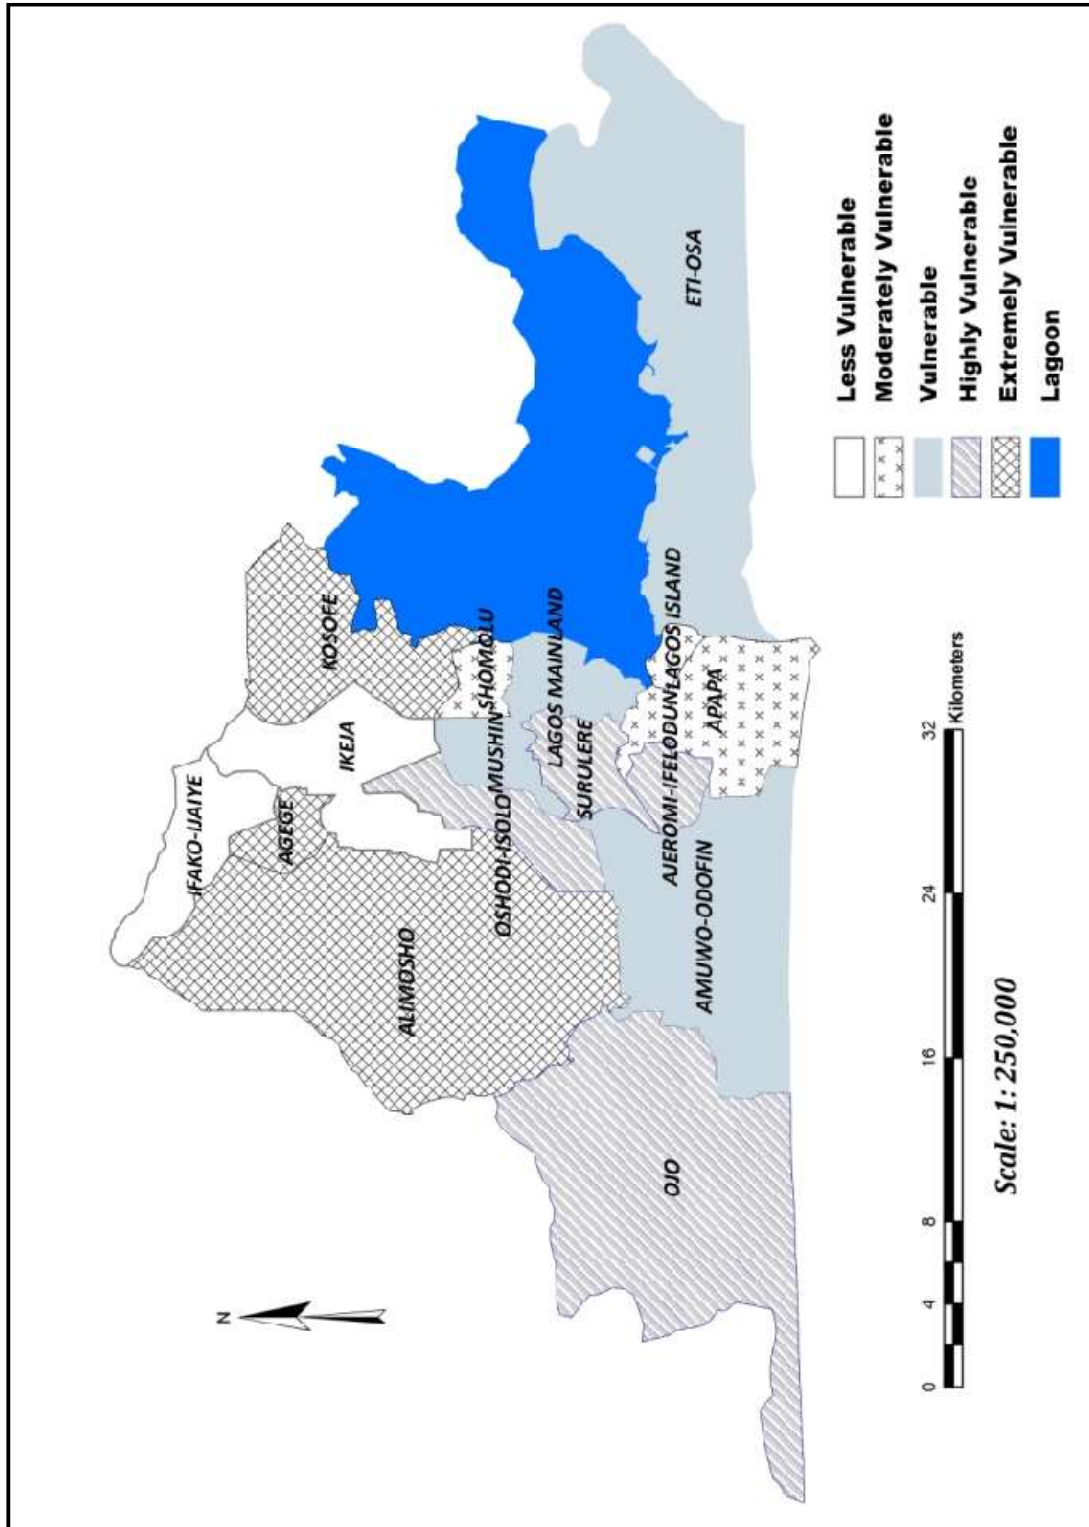 N
IFAKO-IJAIYE
AGEGE
KOSOFE
IKEJA
ALIMOSHO
OSHODI-ISOLO
MUSHIN
SHOMOLU
LAGOS MAINLAND
SURULERE
OJO
AJEROMI-IFELODUN
LAGOS ISLAND
ETI-OSA
AMUWO-ODOFIN
APAPA
Less Vulnerable
Moderately Vulnerable
Vulnerable
Highly Vulnerable
Extremely Vulnerable
Lagoon
0 4 8 16 24 32
Kilometers
Scale: 1: 250,000